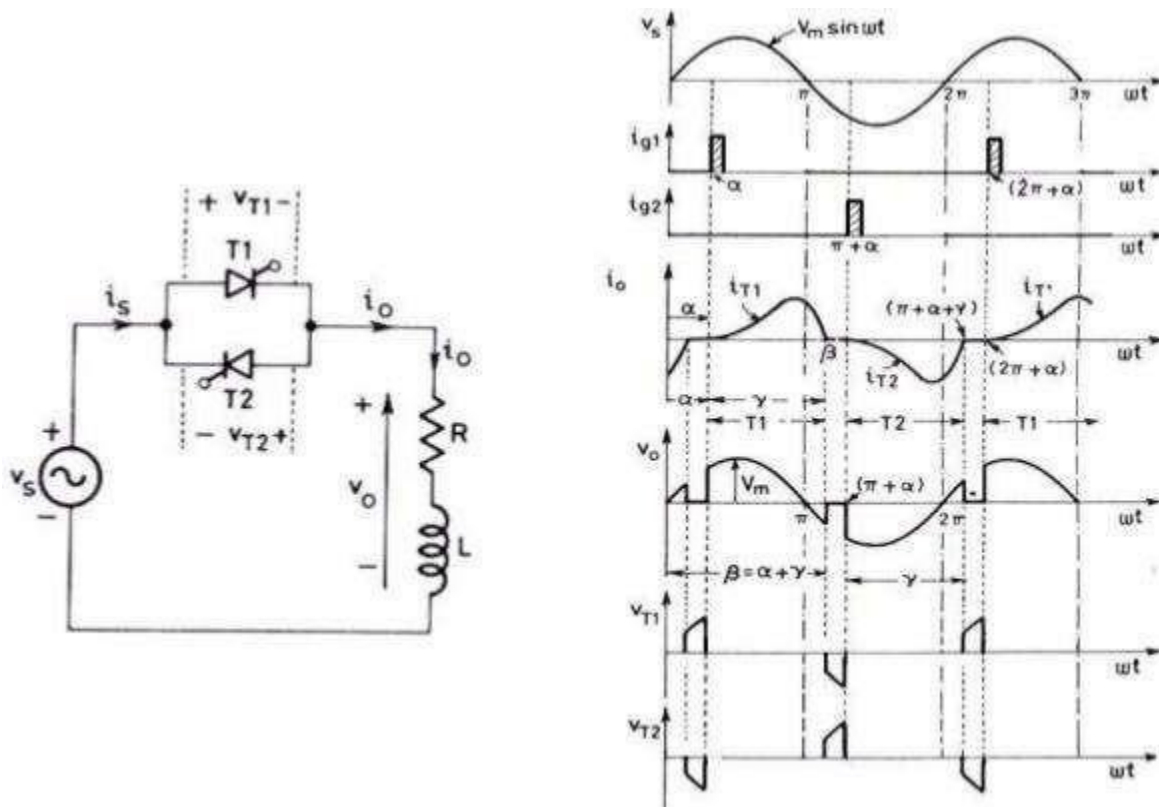 + vT1 -
T1
is
io
io
T2
- vT2 +
+
vs
-
+
vo
-
R
L
vs
Vm sin ωt
π
2π
3π
ωt
ig1
α
(2π+α)
ωt
ig2
π+α
ωt
io
α
iT1
(π+α+γ)
iT'
β
iT2
(2π+α)
ωt
α
γ
T1
T2
T1
vo
Vm
(π+α)
π
2π
ωt
β=α+γ
γ
vT1
ωt
vT2
ωt